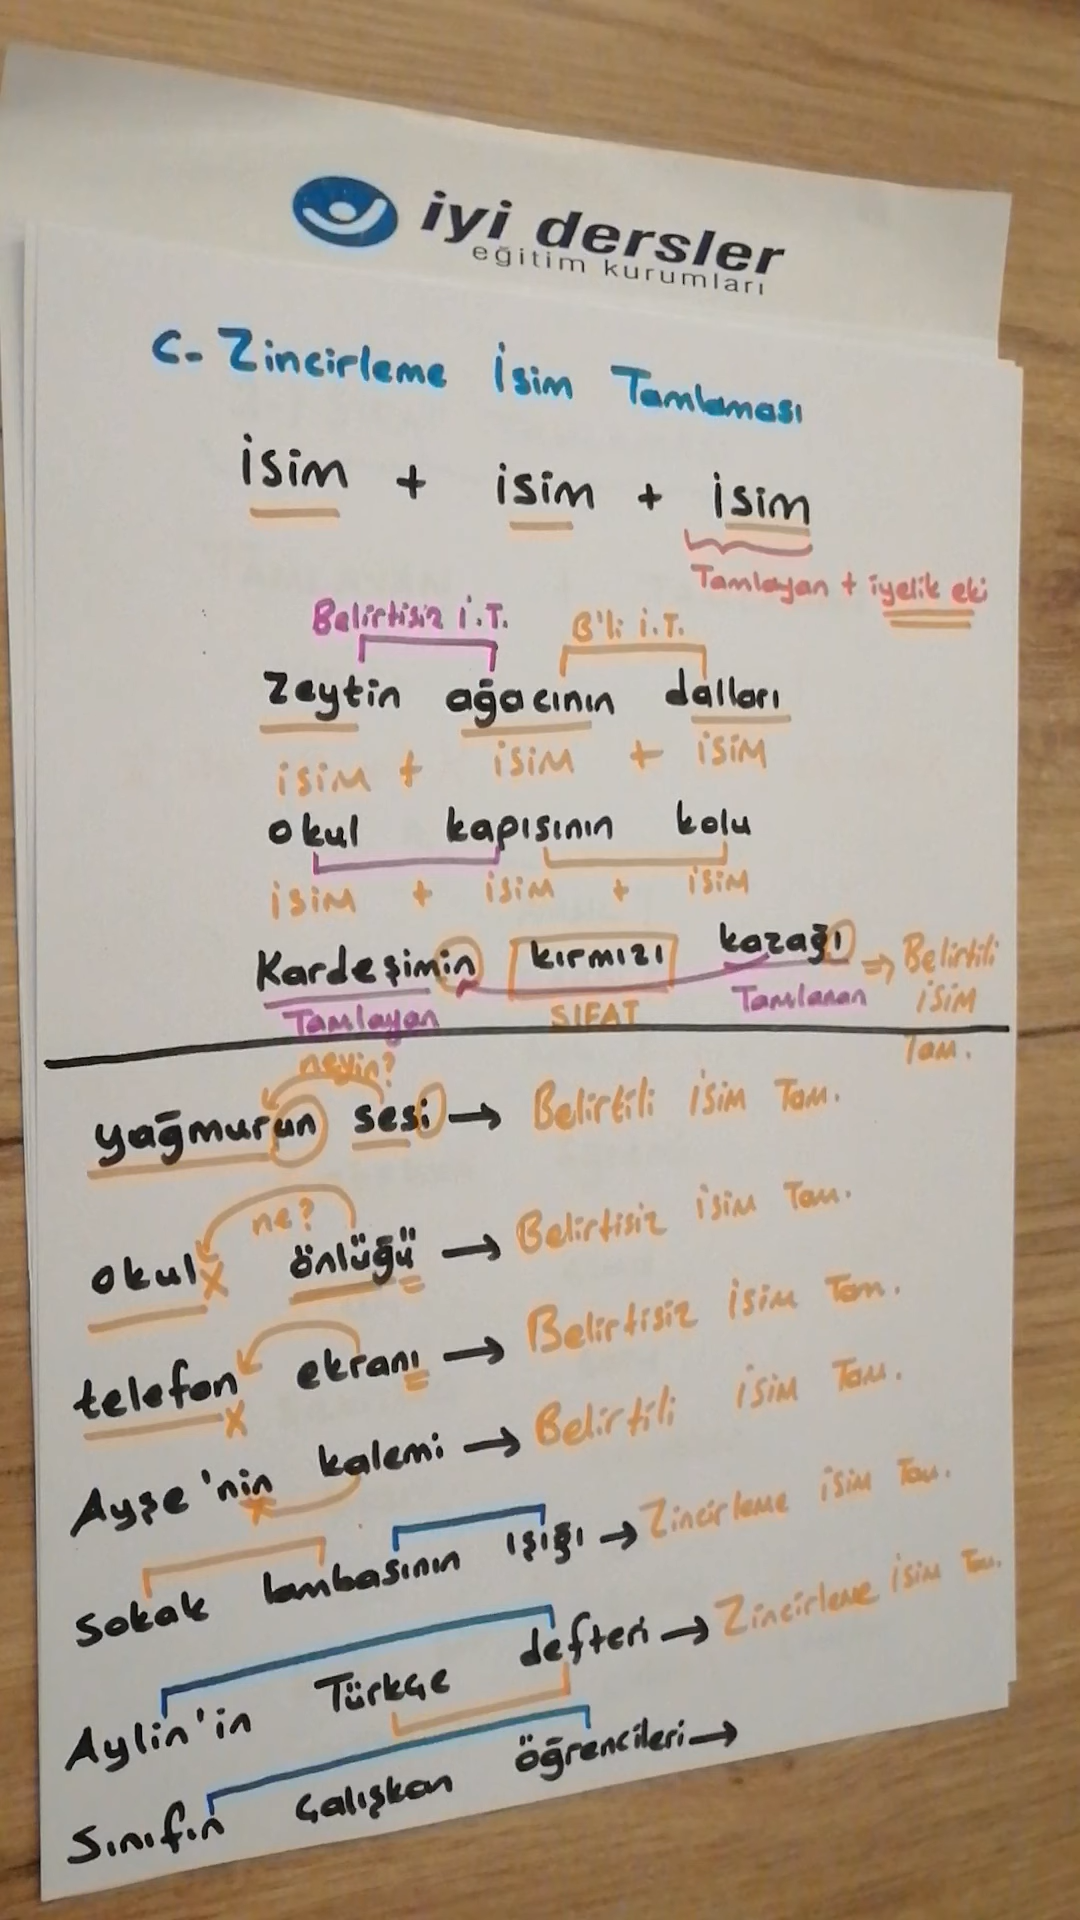 iyi dersler
eğitim kurumları
C- Zincirleme İsim Tamlaması
isim + isim + isim
Tamlayan + iyelik eki
Belirtisiz i.T. B'li i.T.
Zeytin ağacının dalları
isim + isim + isim
okul kapısının kolu
isim + isim + isim
Kardeşimin kırmızı kazağı => Belirtili isim Tam.
Tamlayan SIFAT Tamlanan
neyin?
yağmurun sesi → Belirtili isim Tam.
ne?
okul x önlüğü → Belirtisiz isim Tam.
telefon x ekranı → Belirtisiz isim Tam.
Ayşe'nin kalemi → Belirtili isim Tam.
Sokak lambasının ışığı → Zincirleme isim Tam.
Aylin'in Türkçe defteri → Zincirleme isim Tam.
Sınıfın çalışkan öğrencileri →